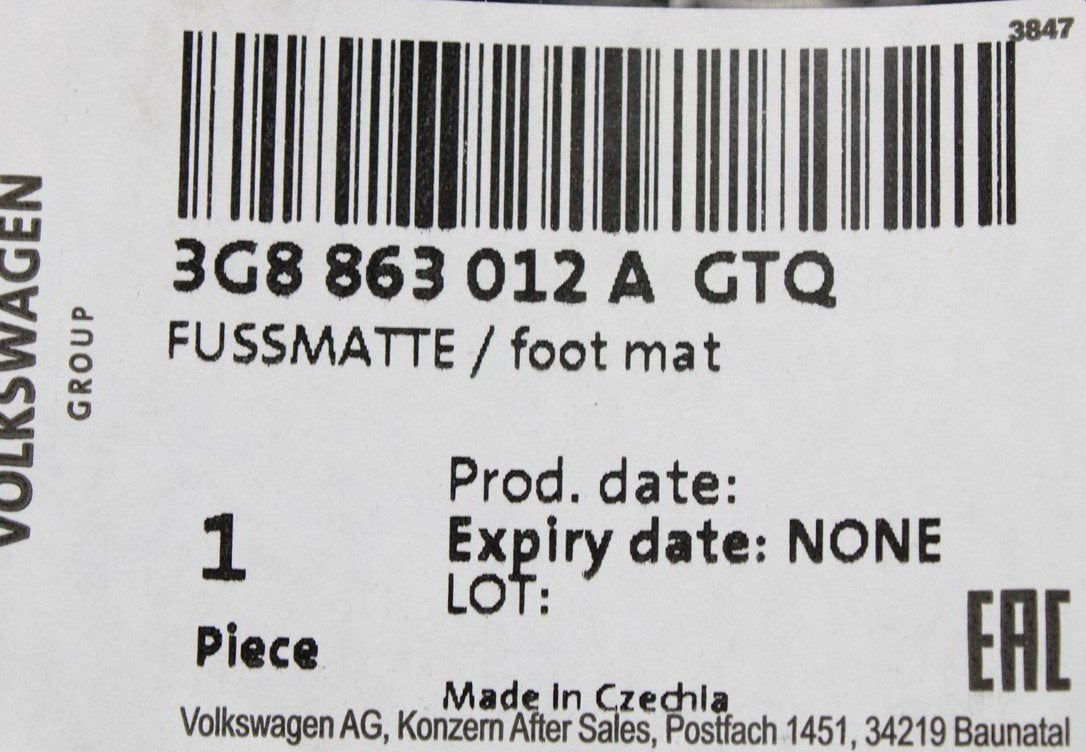 3847
VOLKSWAGEN
GROUP
3G8 863 012 A GTQ
FUSSMATTE / foot mat
Prod. date:
1
Expiry date: NONE
LOT:
Piece
EAC
Made In Czechia
Volkswagen AG, Konzern After Sales, Postfach 1451, 34219 Baunatal